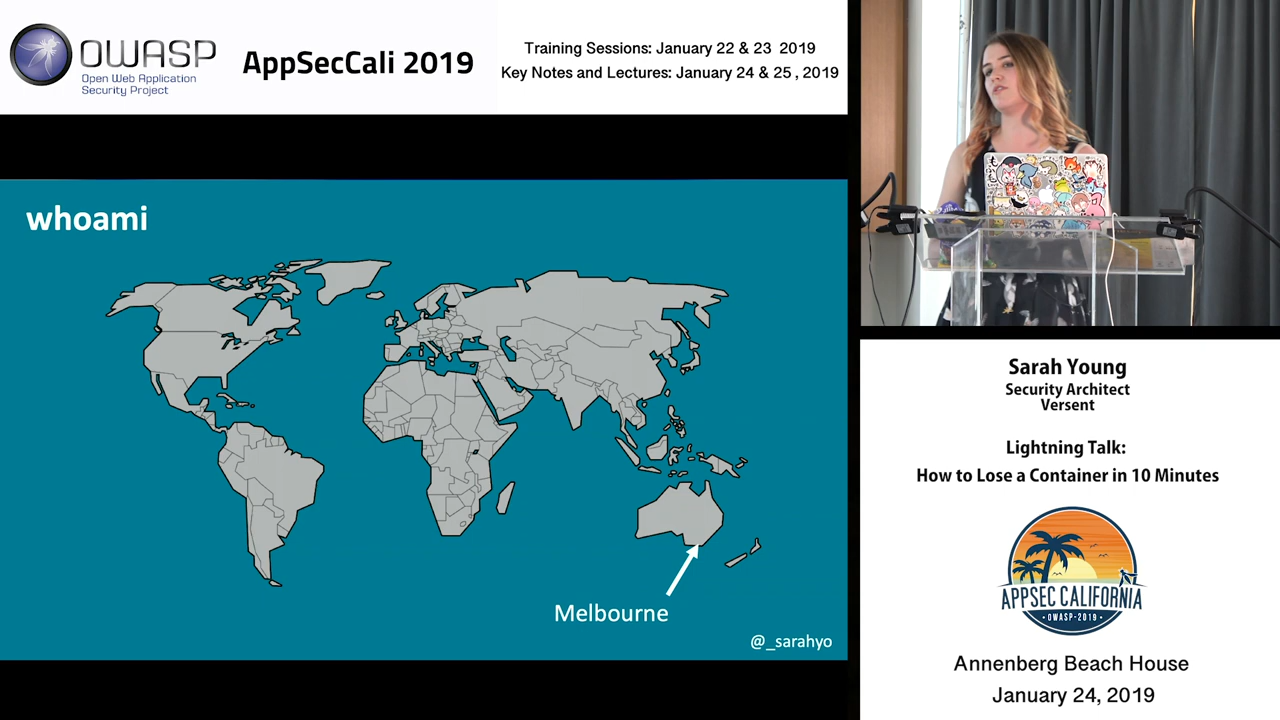 OWASP
Open Web Application
Security Project
AppSecCali 2019
Training Sessions: January 22 & 23 2019
Key Notes and Lectures: January 24 & 25 , 2019
whoami
Melbourne
@_sarahyo
Sarah Young
Security Architect
Versent
Lightning Talk:
How to Lose a Container in 10 Minutes
APPSEC CALIFORNIA
• OWASP-2019 •
Annenberg Beach House
January 24, 2019